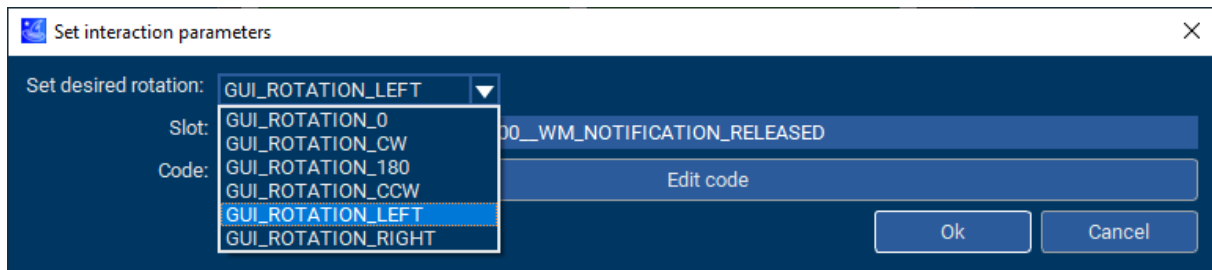 Set interaction parameters
Set desired rotation: GUI_ROTATION_LEFT
GUI_ROTATION_0
Slot: 00__WM_NOTIFICATION_RELEASED
GUI_ROTATION_CW
Code: GUI_ROTATION_180 Edit code
GUI_ROTATION_CCW
GUI_ROTATION_LEFT
GUI_ROTATION_RIGHT
Ok Cancel